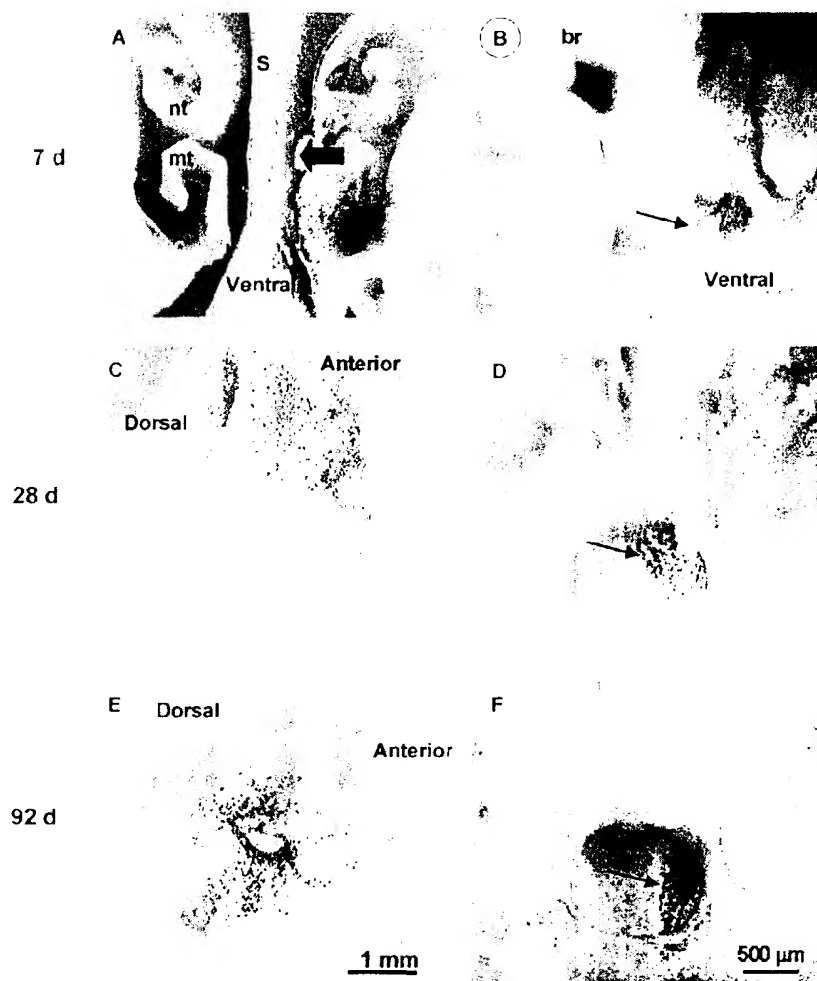 A
S
nt
mt
Ventral
7 d
B
br
Ventral
C
Anterior
Dorsal
28 d
D
E
Dorsal
Anterior
92 d
1 mm
F
500 µm